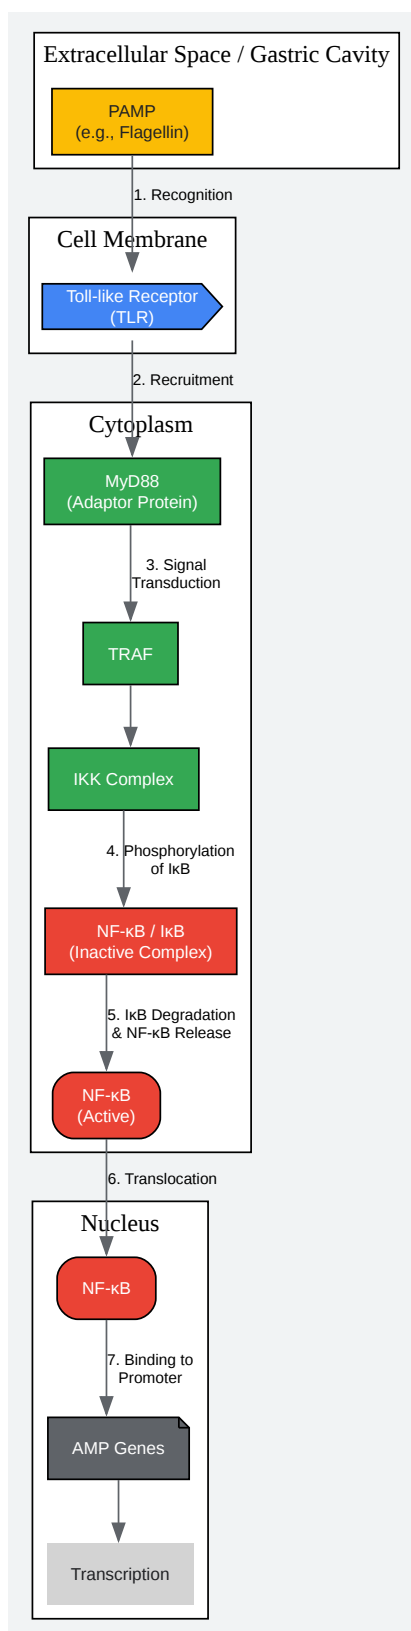 Extracellular Space / Gastric Cavity
PAMP
(e.g., Flagellin)
1. Recognition
Cell Membrane
Toll-like Receptor
(TLR)
2. Recruitment
Cytoplasm
MyD88
(Adaptor Protein)
3. Signal
Transduction
TRAF
IKK Complex
4. Phosphorylation
of IκB
NF-κB / IκB
(Inactive Complex)
5. IκB Degradation
& NF-κB Release
NF-κB
(Active)
6. Translocation
Nucleus
NF-κB
7. Binding to
Promoter
AMP Genes
Transcription